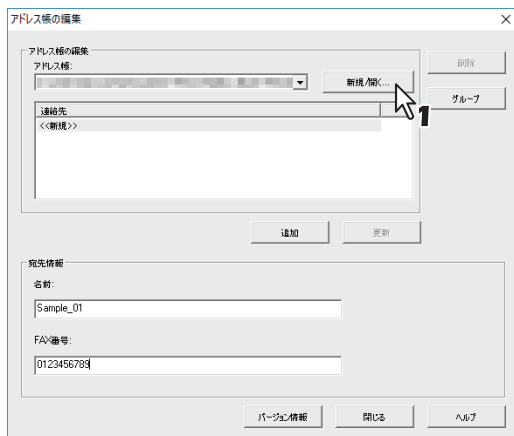 アドレス帳の編集
アドレス帳の編集
アドレス帳:
新規/開く...
削除
グループ
1
連絡先
<<新規>>
追加
更新
宛先情報
名前:
Sample_01
FAX番号:
0123456789
バージョン情報
閉じる
ヘルプ